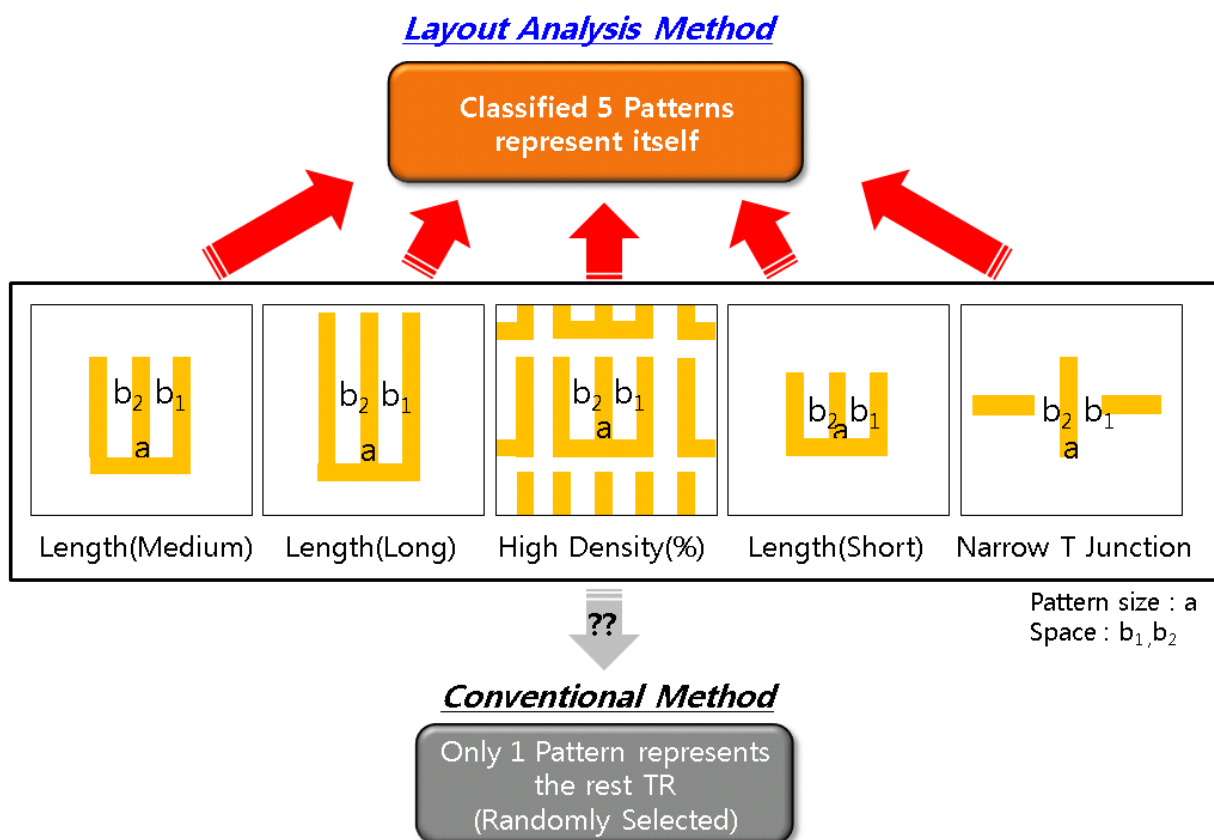 Layout Analysis Method
Classified 5 Patterns
represent itself
b₂ b₁
a
b₂ b₁
a
b₂ b₁
a
b₂ b₁
a
b₂ b₁
a
Length(Medium) Length(Long) High Density(%) Length(Short) Narrow T Junction
Pattern size : a
Space : b₁,b₂
??
Conventional Method
Only 1 Pattern represents
the rest TR
(Randomly Selected)